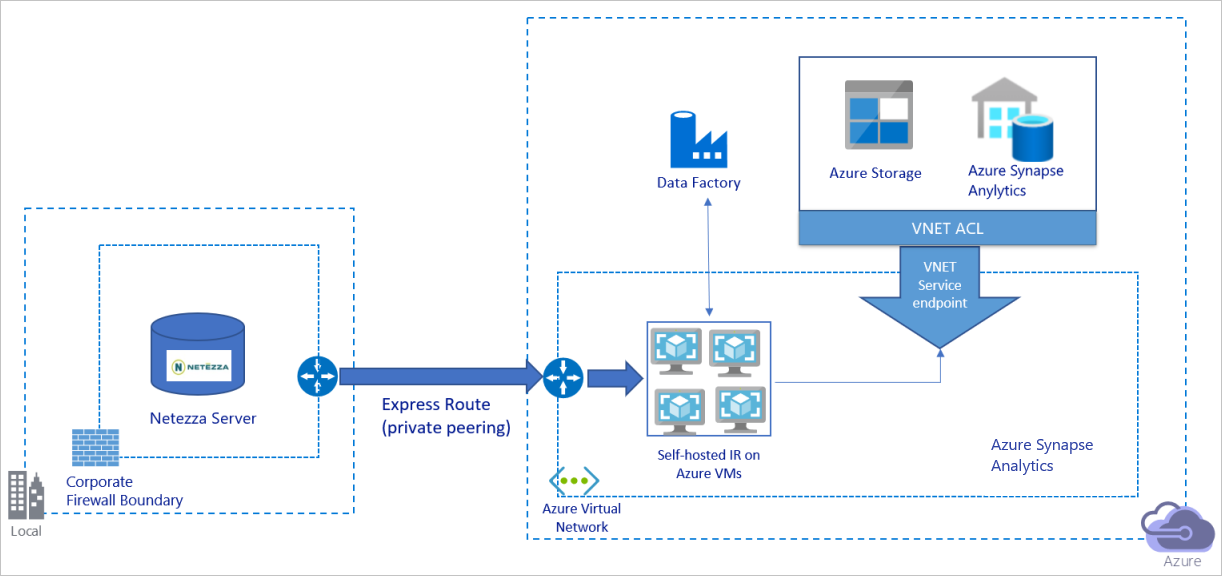 Azure Storage
Azure Synapse
Anylytics
Data Factory
VNET ACL
VNET
Service
endpoint
N NETEZZA
Netezza Server
Express Route
(private peering)
Self-hosted IR on
Azure VMs
Azure Synapse
Analytics
Corporate
Firewall Boundary
Local
Azure Virtual
Network
Azure